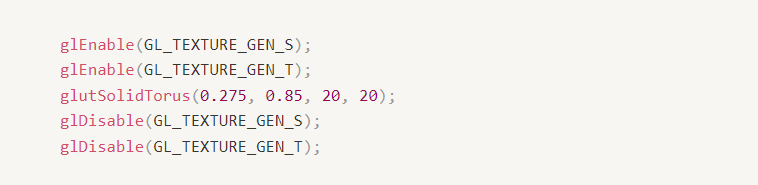 glEnable(GL_TEXTURE_GEN_S);
glEnable(GL_TEXTURE_GEN_T);
glutSolidTorus(0.275, 0.85, 20, 20);
glDisable(GL_TEXTURE_GEN_S);
glDisable(GL_TEXTURE_GEN_T);